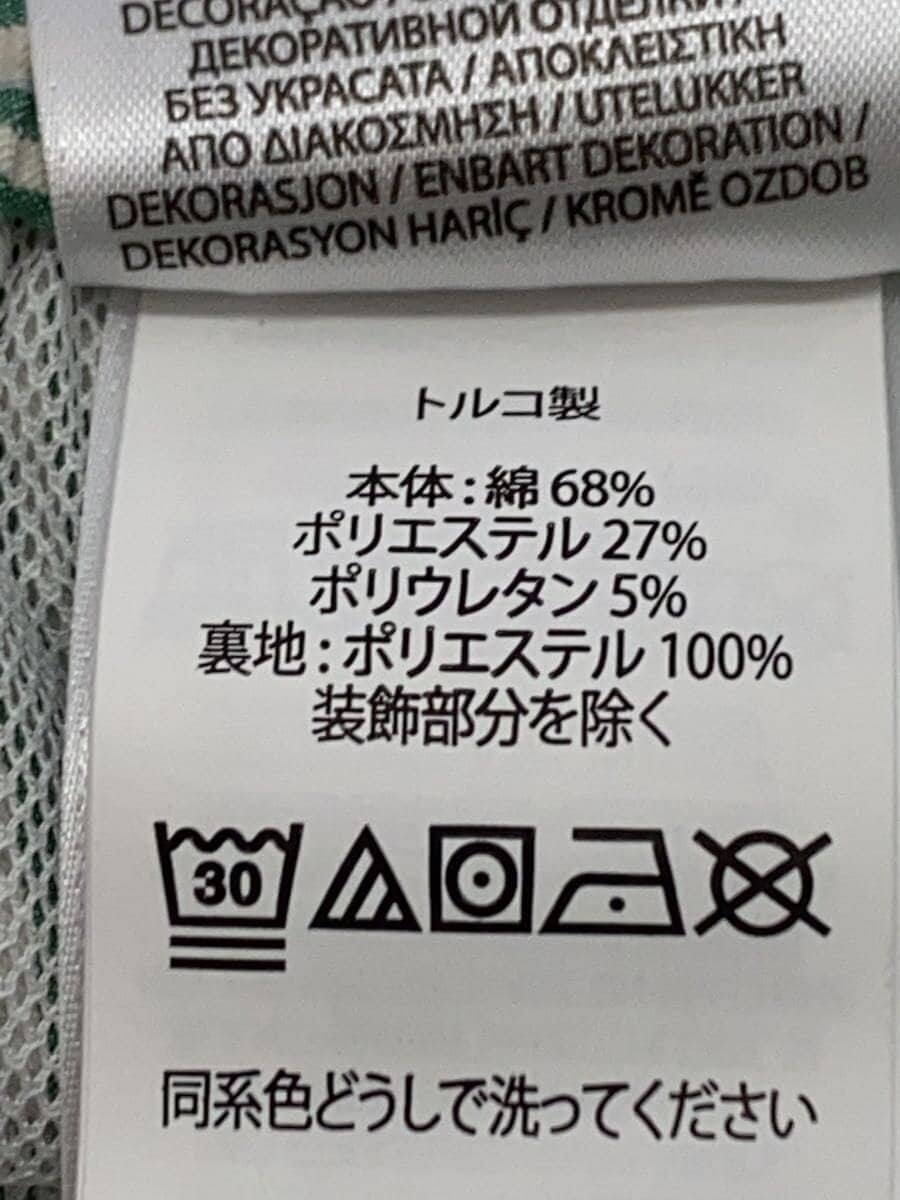 DECORAÇÃO /
ДЕКОРАТИВНОЙ ОТДЕЛКИ /
БЕЗ УКРАСАТА / ΑΠΟΚΛΕΙΣΤΙΚΗ
ΑΠΟ ΔΙΑΚΟΣΜΗΣΗ / UTELUKKER
DEKORASJON / ENBART DEKORATION /
DEKORASYON HARİÇ / KROMĚ OZDOB
トルコ製
本体 : 綿 68%
ポリエステル 27%
ポリウレタン 5%
裏地 : ポリエステル 100%
装飾部分を除く
30
同系色どうしで洗ってください